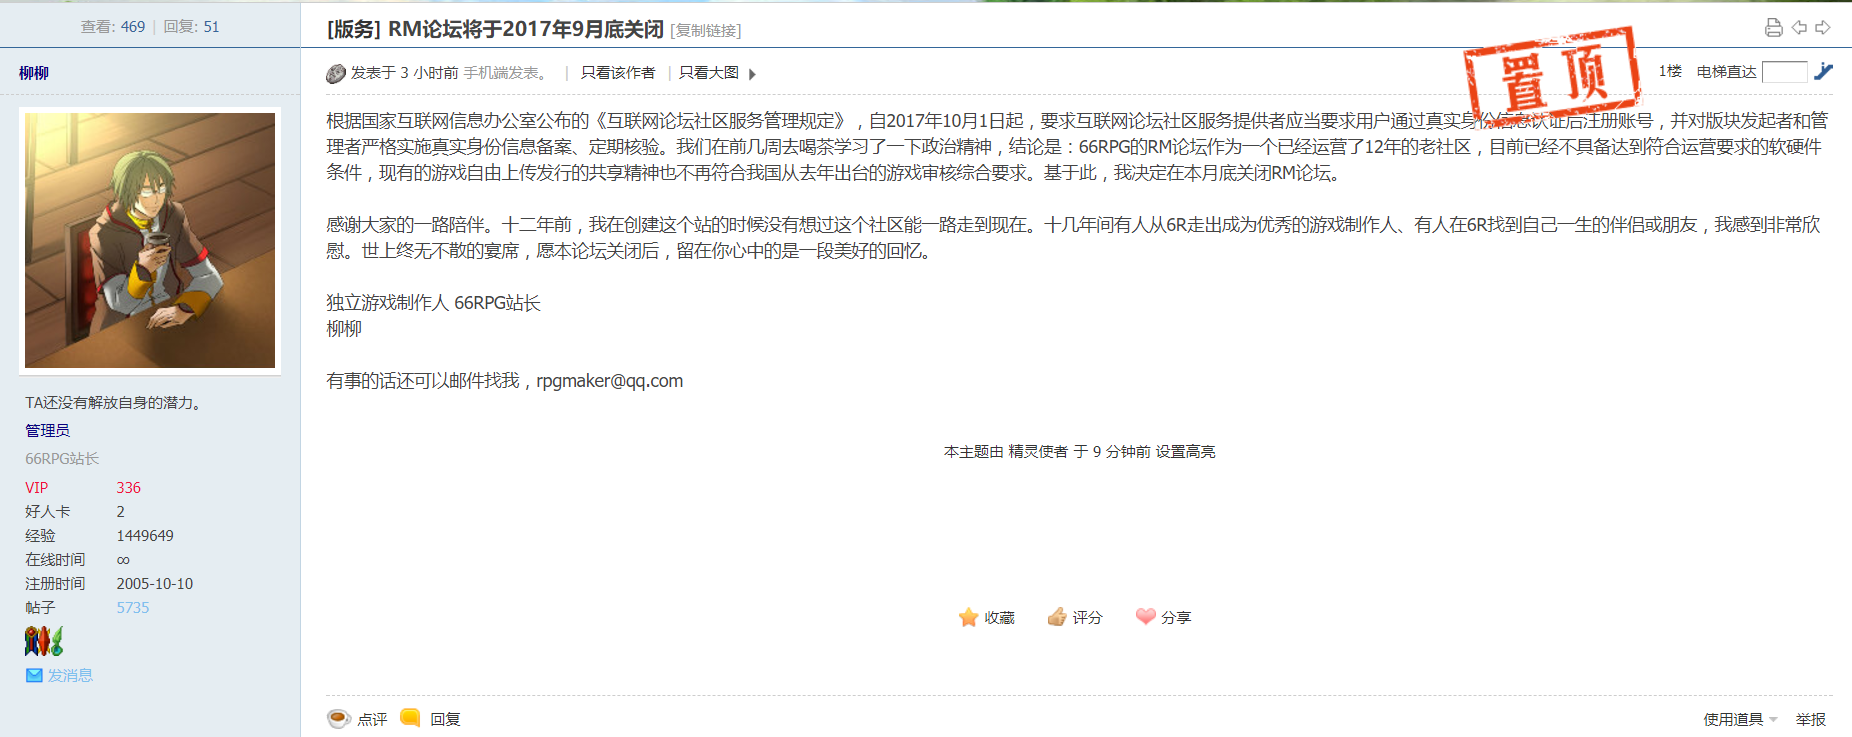 查看: 469 | 回复: 51
[版务] RM论坛将于2017年9月底关闭 [复制链接]
置顶
柳柳
发表于 3 小时前 手机端发表。 | 只看该作者 | 只看大图
1楼 电梯直达
根据国家互联网信息办公室公布的《互联网论坛社区服务管理规定》，自2017年10月1日起，要求互联网论坛社区服务提供者应当要求用户通过真实身份信息认证后注册账号，并对版块发起者和管
理者严格实施真实身份信息备案、定期核验。我们在前几周去喝茶学习了一下政治精神，结论是：66RPG的RM论坛作为一个已经运营了12年的老社区，目前已经不具备达到符合运营要求的软硬件
条件，现有的游戏自由上传发行的共享精神也不再符合我国从去年出台的游戏审核综合要求。基于此，我决定在本月底关闭RM论坛。
感谢大家的一路陪伴。十二年前，我在创建这个站的时候没有想过这个社区能一路走到现在。十几年间有人从6R走出成为优秀的游戏制作人、有人在6R找到自己一生的伴侣或朋友，我感到非常欣
慰。世上终无不散的宴席，愿本论坛关闭后，留在你心中的是一段美好的回忆。
独立游戏制作人 66RPG站长
柳柳
有事的话还可以邮件找我，rpgmaker@qq.com
TA还没有解放自身的潜力。
管理员
66RPG站长
VIP 336
好人卡 2
经验 1449649
在线时间 ∞
注册时间 2005-10-10
帖子 5735
发消息
本主题由 精灵使者 于 9 分钟前 设置高亮
收藏 评分 分享
点评 回复
使用道具 举报